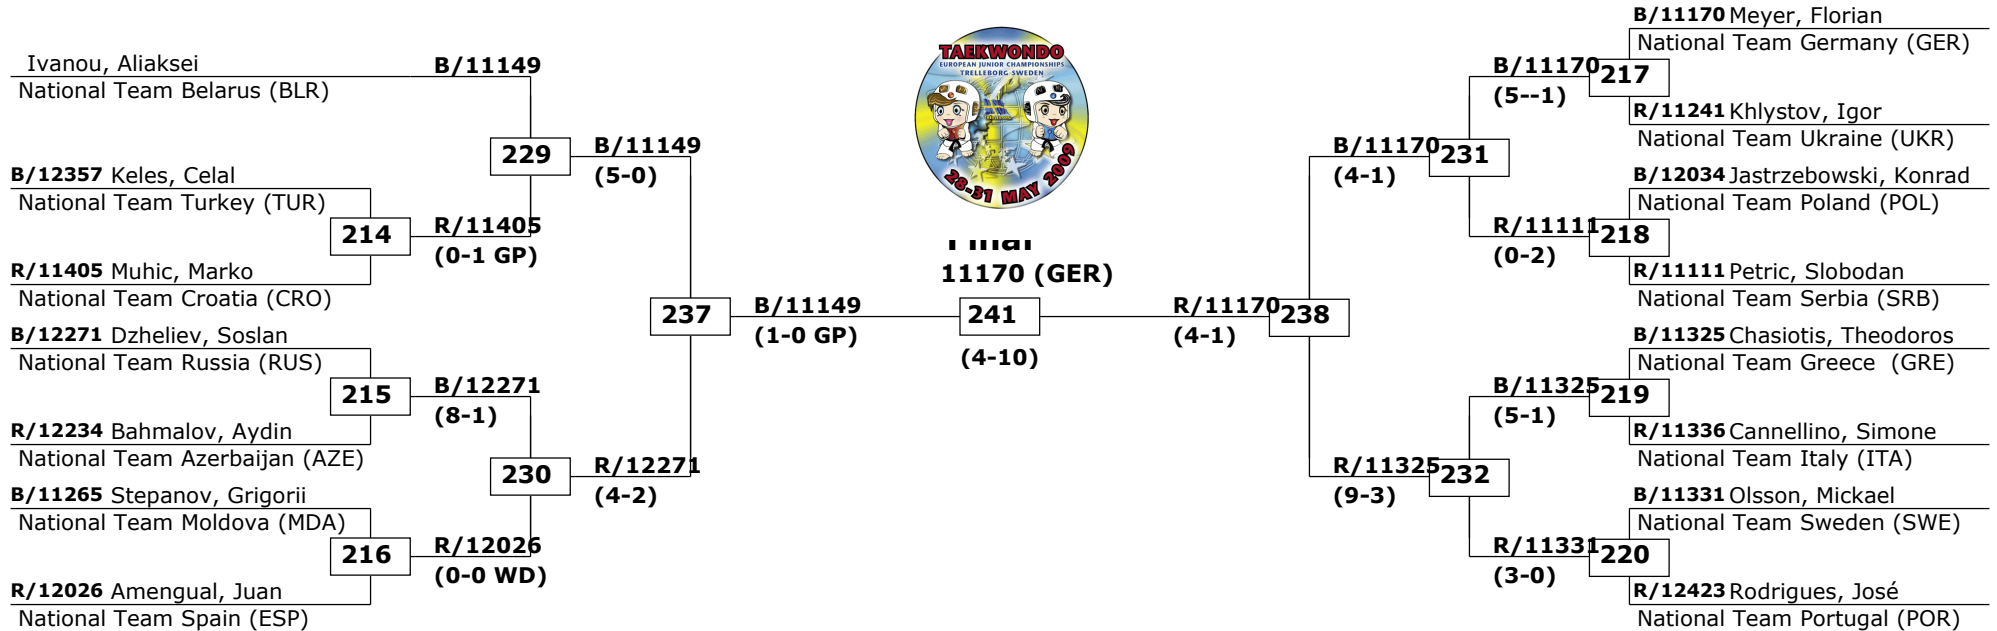 Ivanou, Aliaksei
National Team Belarus (BLR)
B/11149
B/12357 Keles, Celal
National Team Turkey (TUR)
214
R/11405
(0-1 GP)
R/11405 Muhic, Marko
National Team Croatia (CRO)
229
B/11149
(5-0)
B/12271 Dzheliev, Soslan
National Team Russia (RUS)
215
B/12271
(8-1)
R/12234 Bahmalov, Aydin
National Team Azerbaijan (AZE)
230
R/12271
(4-2)
B/11265 Stepanov, Grigorii
National Team Moldova (MDA)
216
R/12026
(0-0 WD)
R/12026 Amengual, Juan
National Team Spain (ESP)
237
B/11149
(1-0 GP)
TAEKWONDO
EUROPEAN JUNIOR CHAMPIONSHIPS
TRELLEBORG SWEDEN
28-31 MAY 2009
Final
11170 (GER)
241
(4-10)
R/11170
(4-1)
238
B/11170
(4-1)
231
R/11325
(9-3)
232
B/11170 Meyer, Florian
National Team Germany (GER)
B/11170
(5--1)
217
R/11241 Khlystov, Igor
National Team Ukraine (UKR)
B/12034 Jastrzebowski, Konrad
National Team Poland (POL)
R/11111
(0-2)
218
R/11111 Petric, Slobodan
National Team Serbia (SRB)
B/11325 Chasiotis, Theodoros
National Team Greece (GRE)
B/11325
(5-1)
219
R/11336 Cannellino, Simone
National Team Italy (ITA)
B/11331 Olsson, Mickael
National Team Sweden (SWE)
R/11331
(3-0)
220
R/12423 Rodrigues, José
National Team Portugal (POR)